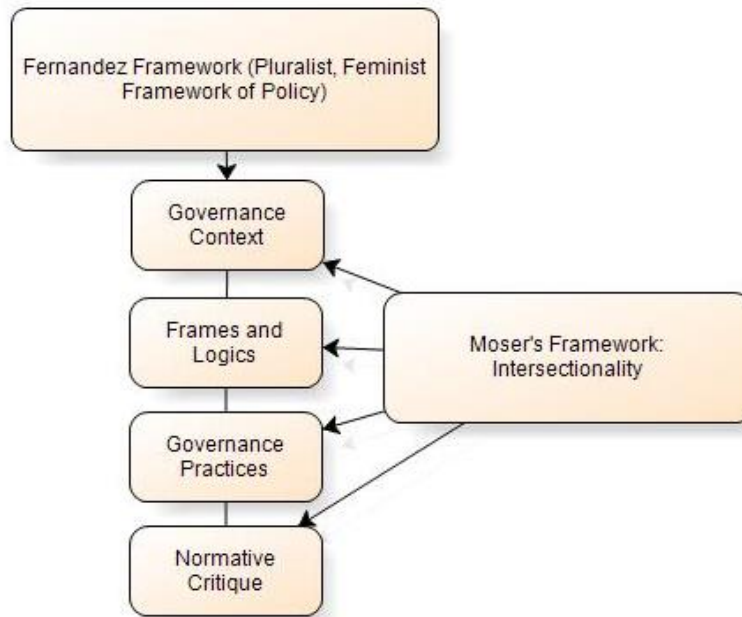 Fernandez Framework (Pluralist, Feminist
Framework of Policy)
Governance
Context
Frames and
Logics
Moser's Framework:
Intersectionality
Governance
Practices
Normative
Critique